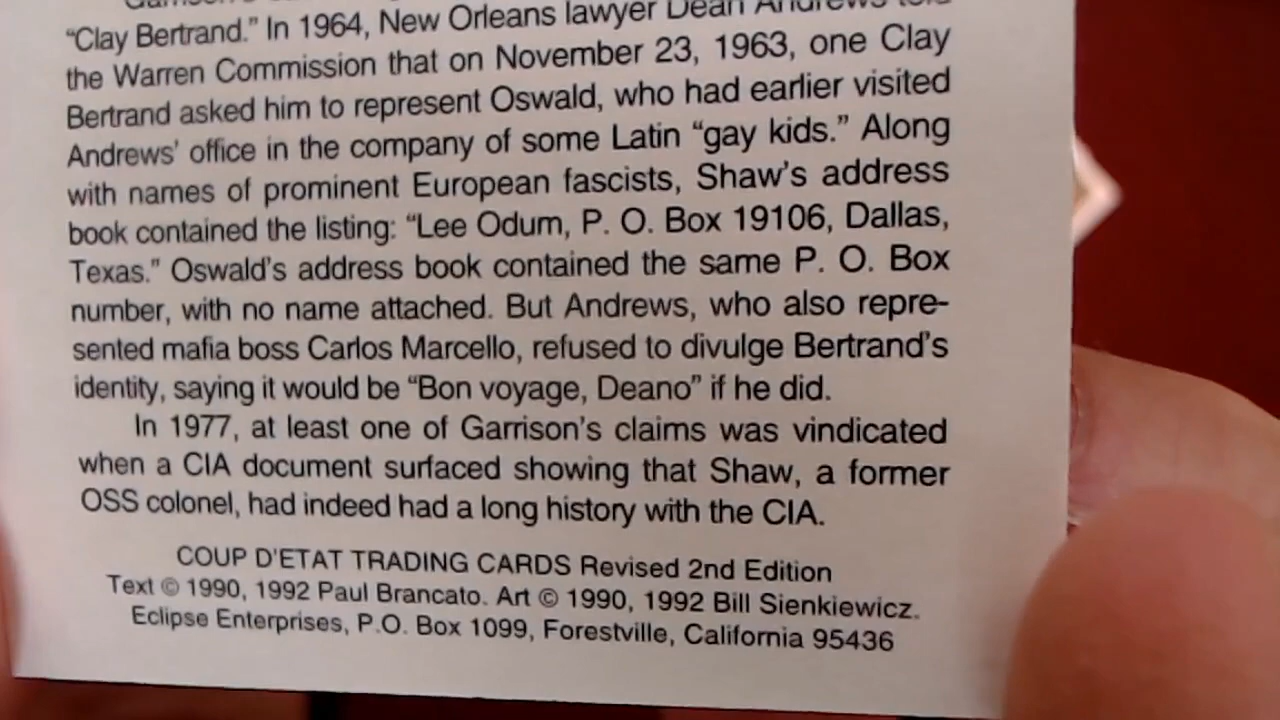 “Clay Bertrand.” In 1964, New Orleans lawyer Dean Andrews told
the Warren Commission that on November 23, 1963, one Clay
Bertrand asked him to represent Oswald, who had earlier visited
Andrews’ office in the company of some Latin “gay kids.” Along
with names of prominent European fascists, Shaw’s address
book contained the listing: “Lee Odum, P. O. Box 19106, Dallas,
Texas.” Oswald’s address book contained the same P. O. Box
number, with no name attached. But Andrews, who also repre-
sented mafia boss Carlos Marcello, refused to divulge Bertrand’s
identity, saying it would be “Bon voyage, Deano” if he did.
In 1977, at least one of Garrison’s claims was vindicated
when a CIA document surfaced showing that Shaw, a former
OSS colonel, had indeed had a long history with the CIA.
COUP D’ETAT TRADING CARDS Revised 2nd Edition
Text © 1990, 1992 Paul Brancato. Art © 1990, 1992 Bill Sienkiewicz.
Eclipse Enterprises, P.O. Box 1099, Forestville, California 95436